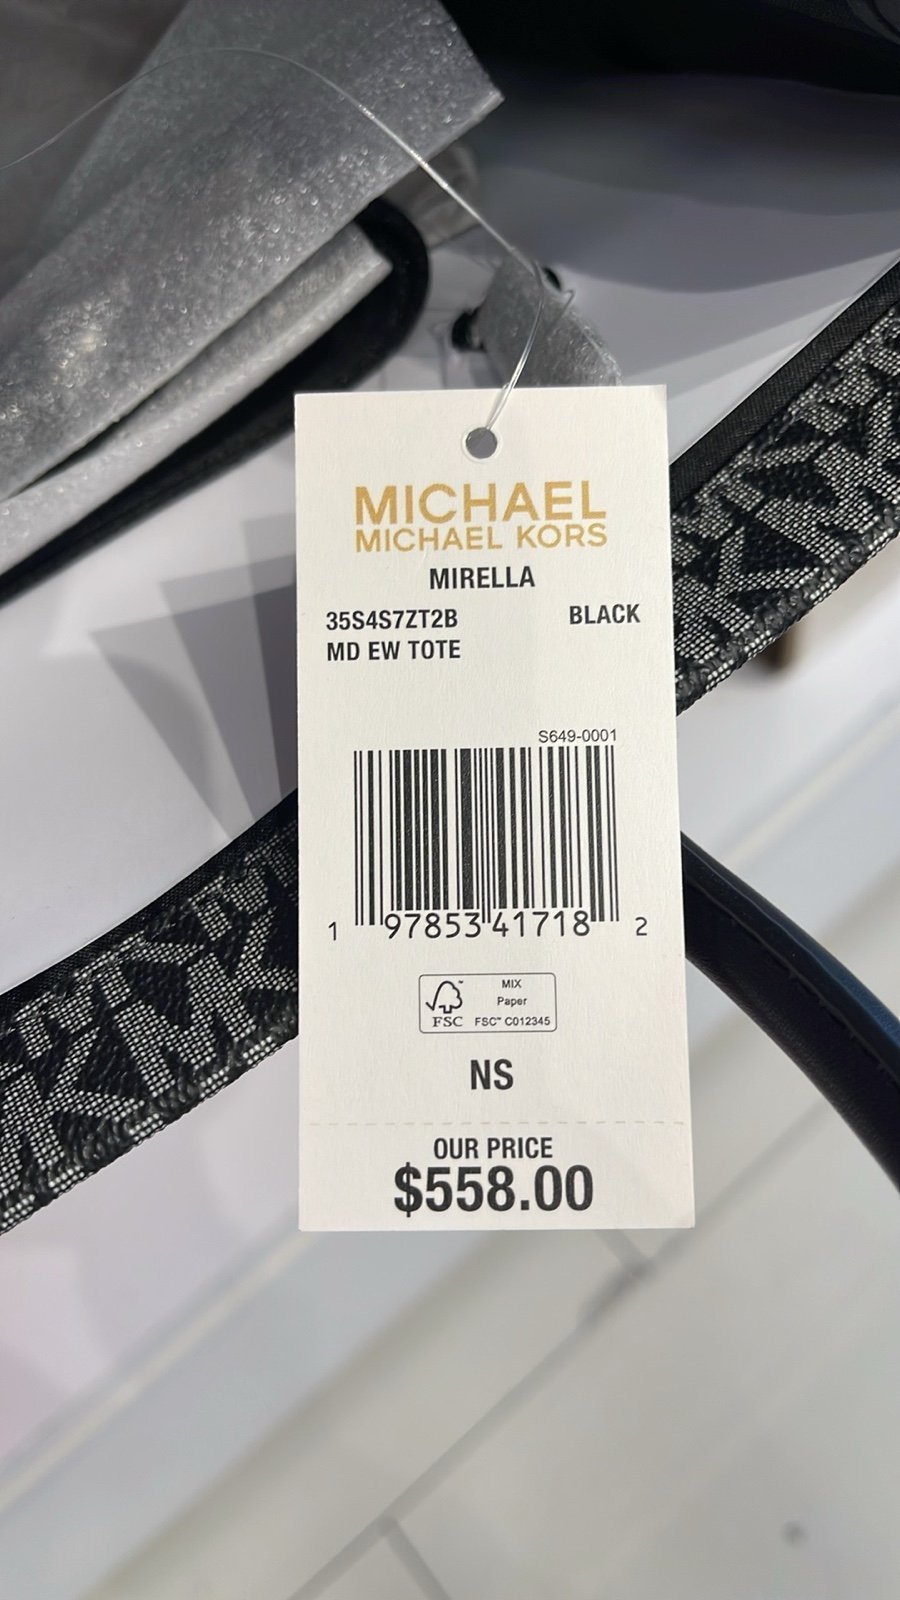 MICHAEL
MICHAEL KORS
MIRELLA
35S4S7ZT2B BLACK
MD EW TOTE
S649-0001
1 97853 41718 2
FSC™
MIX
Paper
FSC™ C012345
NS
OUR PRICE
$558.00